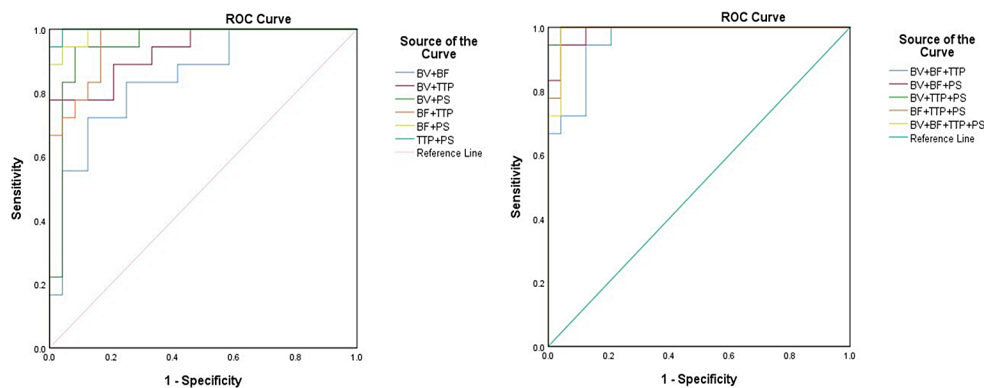 ROC Curve
Sensitivity
1.0
0.8
0.6
0.4
0.2
0.0
0.0 0.2 0.4 0.6 0.8 1.0
1 - Specificity
Source of the
Curve
BV+BF
BV+TTP
BV+PS
BF+TTP
BF+PS
TTP+PS
Reference Line
ROC Curve
Sensitivity
1.0
0.8
0.6
0.4
0.2
0.0
0.0 0.2 0.4 0.6 0.8 1.0
1 - Specificity
Source of the
Curve
BV+BF+TTP
BV+BF+PS
BV+TTP+PS
BF+TTP+PS
BV+BF+TTP+PS
Reference Line